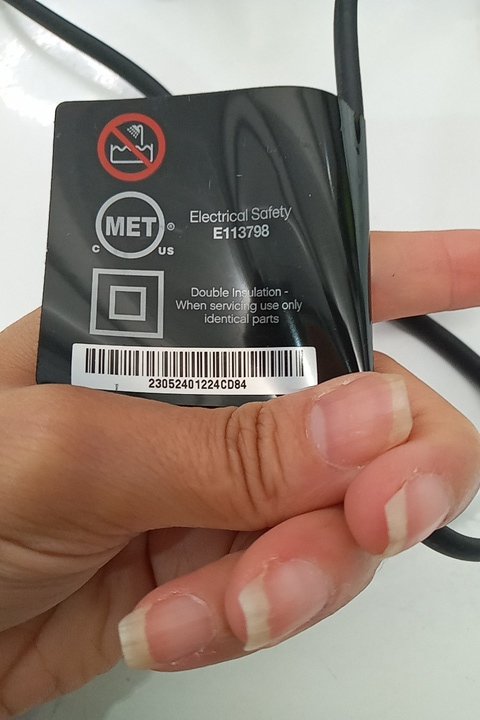 MET®
C US
Electrical Safety
E113798
Double Insulation -
When servicing use only
identical parts
23052401224CD84